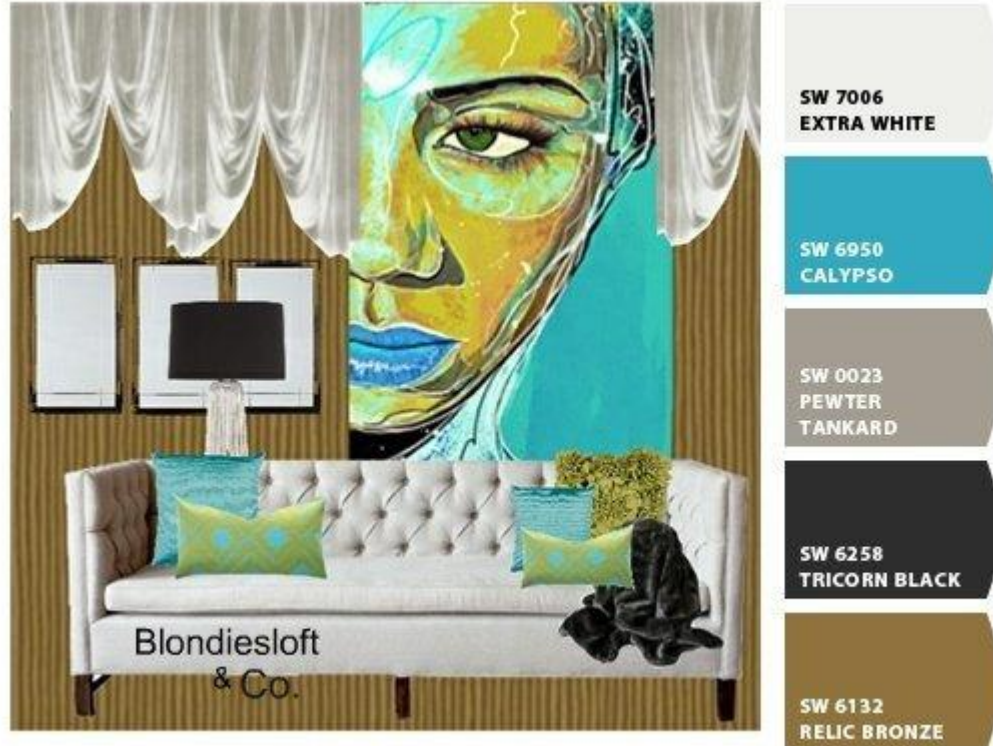 Blondiesloft
& Co.
SW 7006
EXTRA WHITE
SW 6950
CALYPSO
SW 0023
PEWTER
TANKARD
SW 6258
TRICORN BLACK
SW 6132
RELIC BRONZE